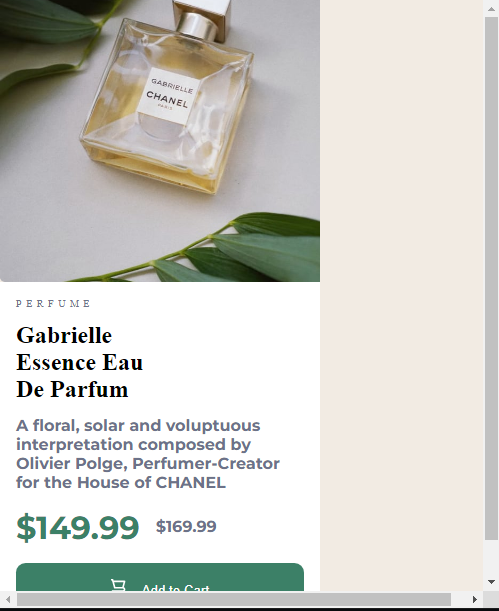 GABRIELLE
CHANEL
PARIS
PERFUME
Gabrielle
Essence Eau
De Parfum
A floral, solar and voluptuous
interpretation composed by
Olivier Polge, Perfumer-Creator
for the House of CHANEL
$149.99 $169.99
Add to Cart